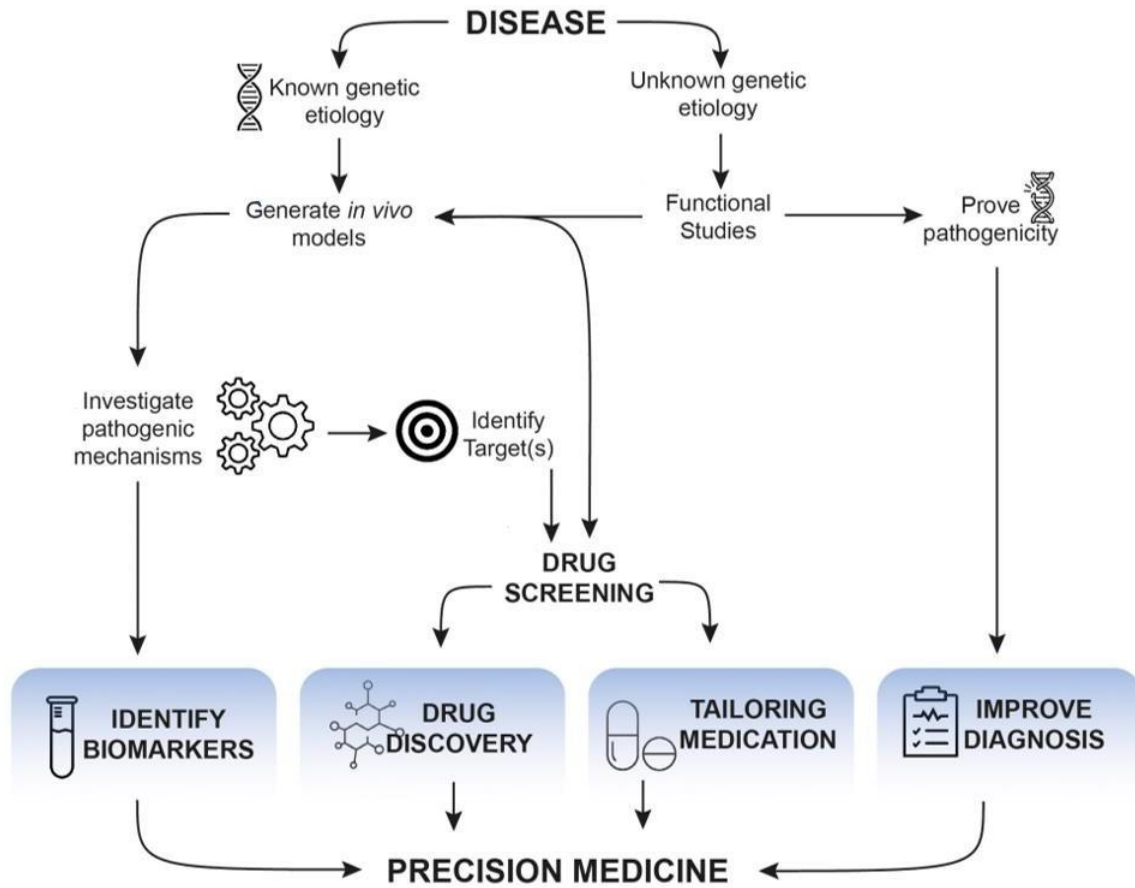 DISEASE
Known genetic
etiology
Unknown genetic
etiology
Generate in vivo
models
Functional
Studies
Prove
pathogenicity
Investigate
pathogenic
mechanisms
Identify
Target(s)
DRUG
SCREENING
IDENTIFY
BIOMARKERS
DRUG
DISCOVERY
TAILORING
MEDICATION
IMPROVE
DIAGNOSIS
PRECISION MEDICINE